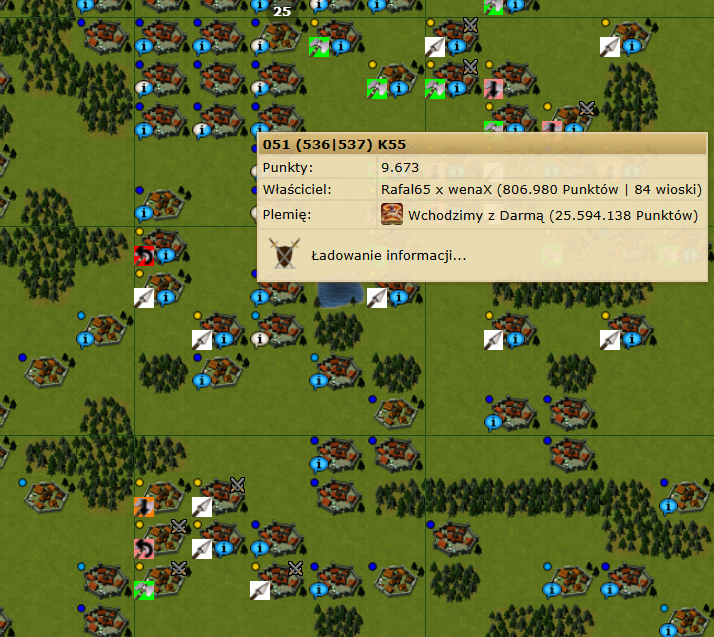 25
051 (536|537) K55
Punkty: 9.673
Właściciel: Rafal65 x wenaX (806.980 Punktów | 84 wioski)
Plemię: Wchodzimy z Darmą (25.594.138 Punktów)
Ładowanie informacji...